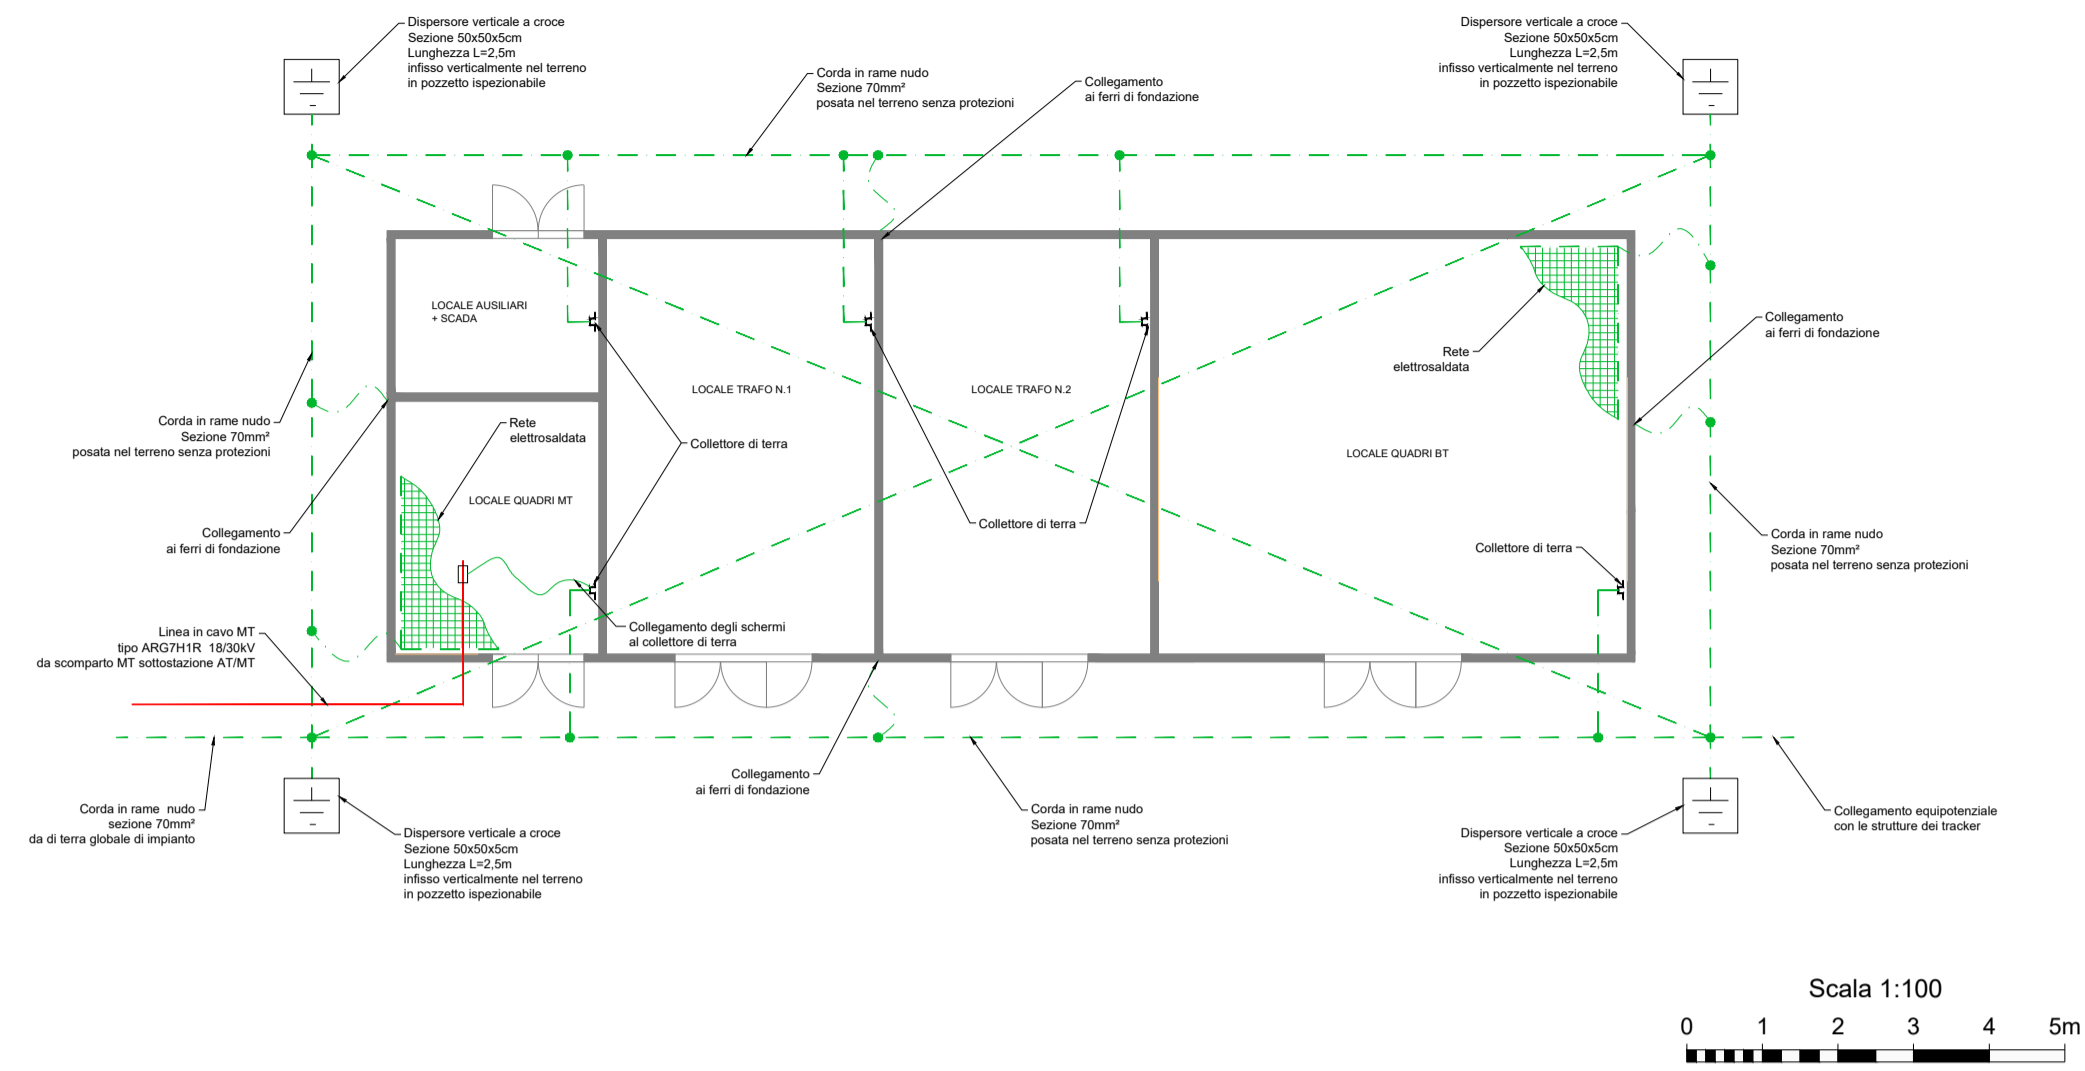 Dispersore verticale a croce
Sezione 50x50x5cm
Lunghezza L=2,5m
infisso verticalmente nel terreno
in pozzetto ispezionabile
Corda in rame nudo
Sezione 70mm²
posata nel terreno senza protezioni
Collegamento
ai ferri di fondazione
Dispersore verticale a croce
Sezione 50x50x5cm
Lunghezza L=2,5m
infisso verticalmente nel terreno
in pozzetto ispezionabile
LOCALE AUSILIARI
+ SCADA
LOCALE TRAFO N.1
LOCALE TRAFO N.2
Rete
elettrosaldata
Collegamento
ai ferri di fondazione
Corda in rame nudo
Sezione 70mm²
posata nel terreno senza protezioni
Rete
elettrosaldata
Collettore di terra
LOCALE QUADRI BT
LOCALE QUADRI MT
Collegamento
ai ferri di fondazione
Collettore di terra
Collettore di terra
Corda in rame nudo
Sezione 70mm²
posata nel terreno senza protezioni
Linea in cavo MT
tipo ARG7H1R 18/30kV
da scomparto MT sottostazione AT/MT
Collegamento degli schermi
al collettore di terra
Collegamento
ai ferri di fondazione
Corda in rame nudo
sezione 70mm²
da di terra globale di impianto
Dispersore verticale a croce
Sezione 50x50x5cm
Lunghezza L=2,5m
infisso verticalmente nel terreno
in pozzetto ispezionabile
Corda in rame nudo
Sezione 70mm²
posata nel terreno senza protezioni
Dispersore verticale a croce
Sezione 50x50x5cm
Lunghezza L=2,5m
infisso verticalmente nel terreno
in pozzetto ispezionabile
Collegamento equipotenziale
con le strutture dei tracker
Scala 1:100
0 1 2 3 4 5m